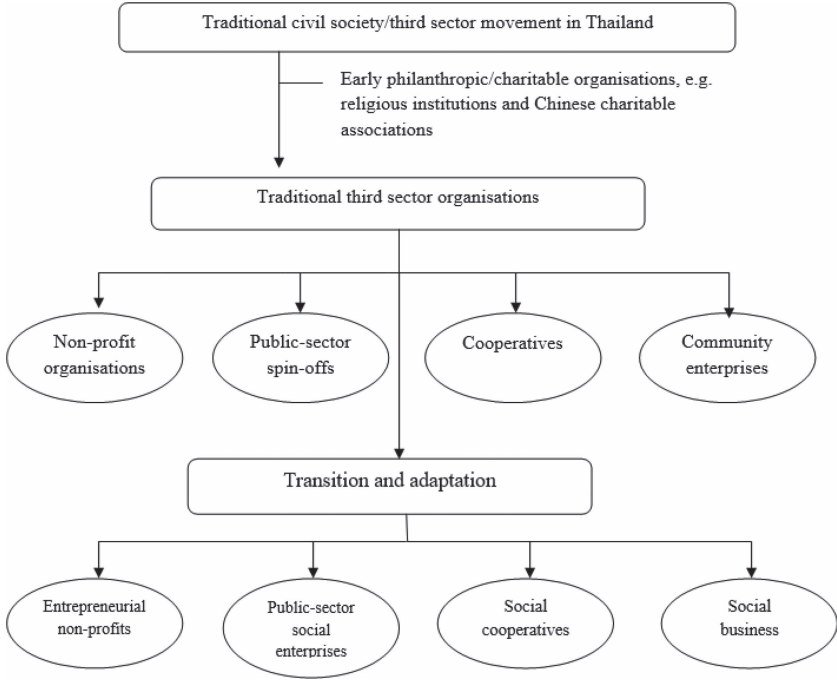 Traditional civil society/third sector movement in Thailand
Early philanthropic/charitable organisations, e.g.
religious institutions and Chinese charitable
associations
Traditional third sector organisations
Non-profit
organisations
Public-sector
spin-offs
Cooperatives
Community
enterprises
Transition and adaptation
Entrepreneurial
non-profits
Public-sector
social
enterprises
Social
cooperatives
Social
business